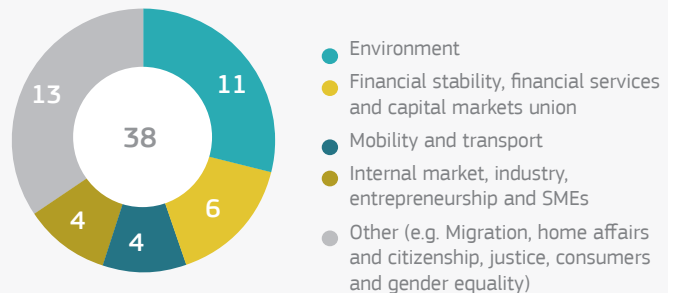 11
13
38
6
4
4
Environment
Financial stability, financial services
and capital markets union
Mobility and transport
Internal market, industry,
entrepreneurship and SMEs
Other (e.g. Migration, home affairs
and citizenship, justice, consumers
and gender equality)